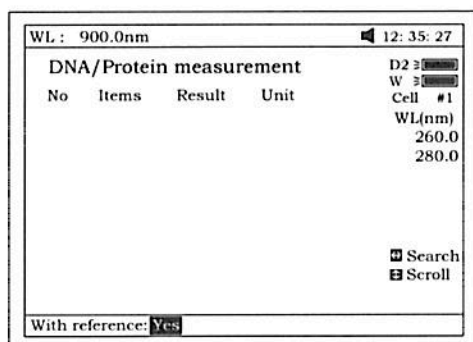 WL : 900.0nm 12: 35: 27
DNA/Protein measurement
No Items Result Unit
D2
W
Cell #1
WL(nm)
260.0
280.0
Search
Scroll
With reference: Yes